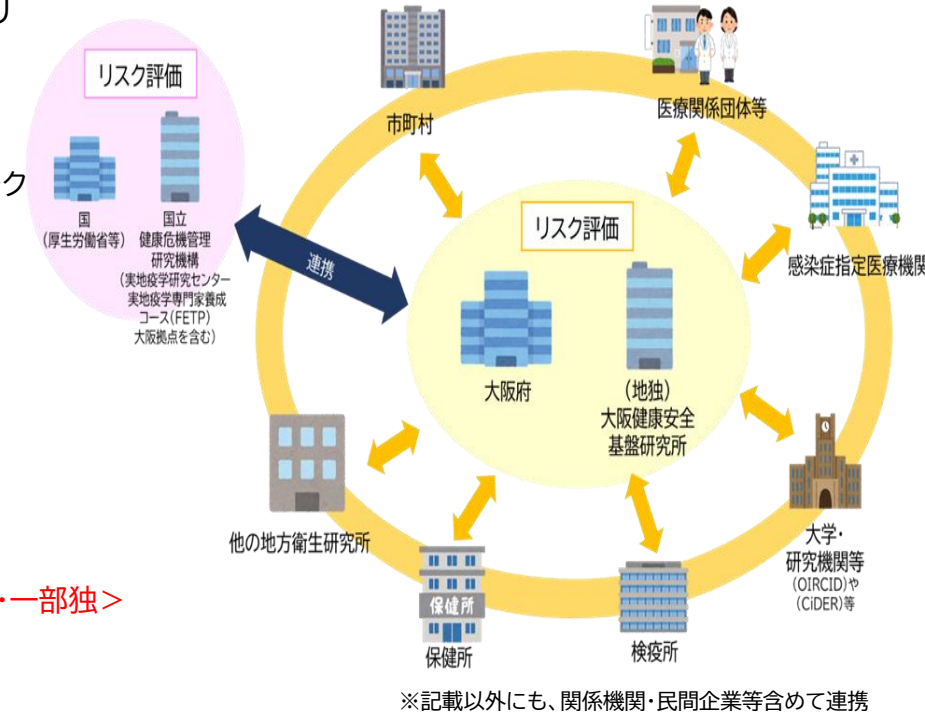 リスク評価
国
(厚生労働省等)
国立
健康危機管理
研究機構
(実地疫学研究センター
実地疫学専門家養成
コース(FETP)
大阪拠点を含む)
ク
連携
市町村
医療関係団体等
リスク評価
大阪府
(地独)
大阪健康安全
基盤研究所
感染症指定医療機関
他の地方衛生研究所
保健所
保健所
検疫所
大学・
研究機関等
(OIRCID)や
(CiDER)等
・一部独>
※記載以外にも、関係機関・民間企業等含めて連携